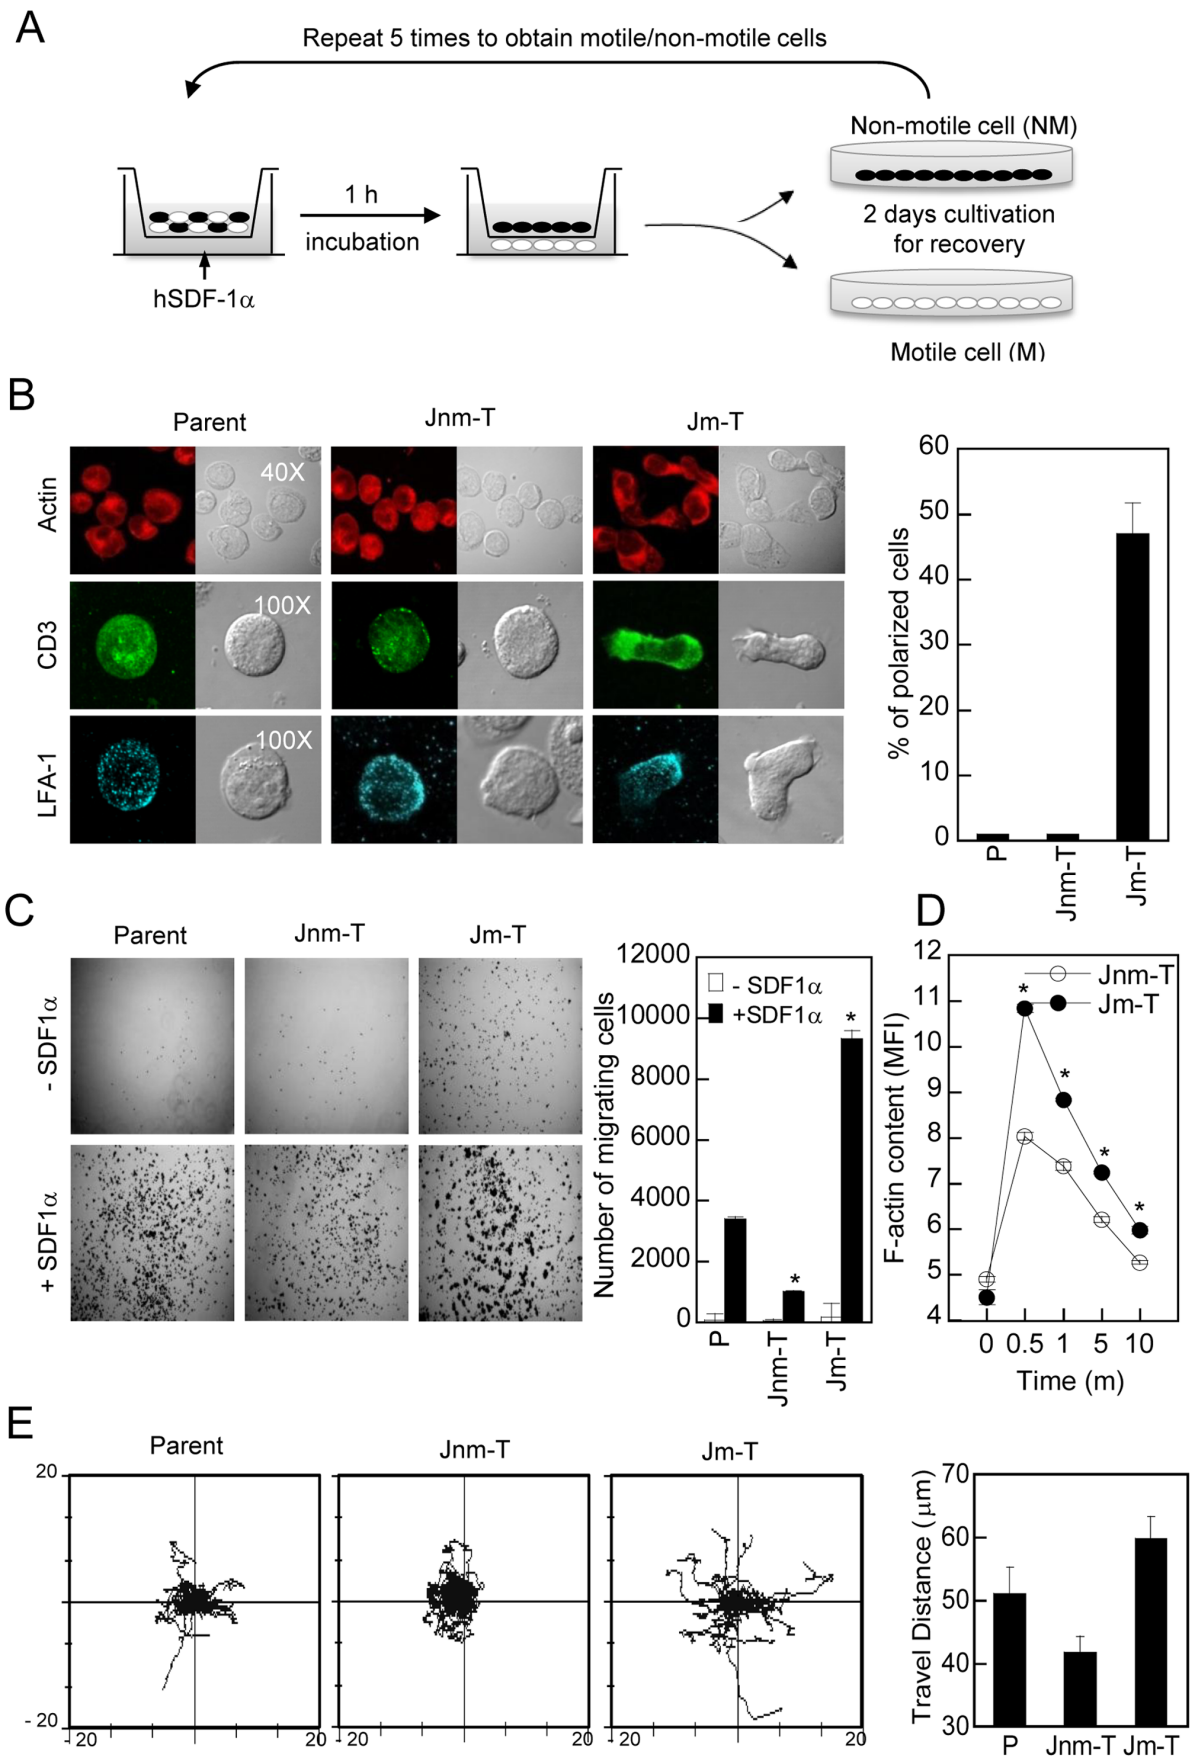 A
Repeat 5 times to obtain motile/non-motile cells
Non-motile cell (NM)
1 h
incubation
2 days cultivation
for recovery
hSDF-1α
Motile cell (M)
B
Parent
Jnm-T
Jm-T
Actin
40X
CD3
100X
LFA-1
100X
% of polarized cells
60
50
40
30
20
10
0
P
Jnm-T
Jm-T
C
Parent
Jnm-T
Jm-T
- SDF1α
+ SDF1α
Number of migrating cells
12000
10000
8000
6000
4000
2000
0
- SDF1α
+SDF1α
*
*
P
Jnm-T
Jm-T
D
F-actin content (MFI)
12
11
10
9
8
7
6
5
4
Jnm-T
Jm-T
*
*
*
*
0 0.5 1 5 10
Time (m)
E
Parent
Jnm-T
Jm-T
20
- 20
- 20
20
- 20
20
- 20
20
Travel Distance (μm)
70
60
50
40
30
P Jnm-T Jm-T